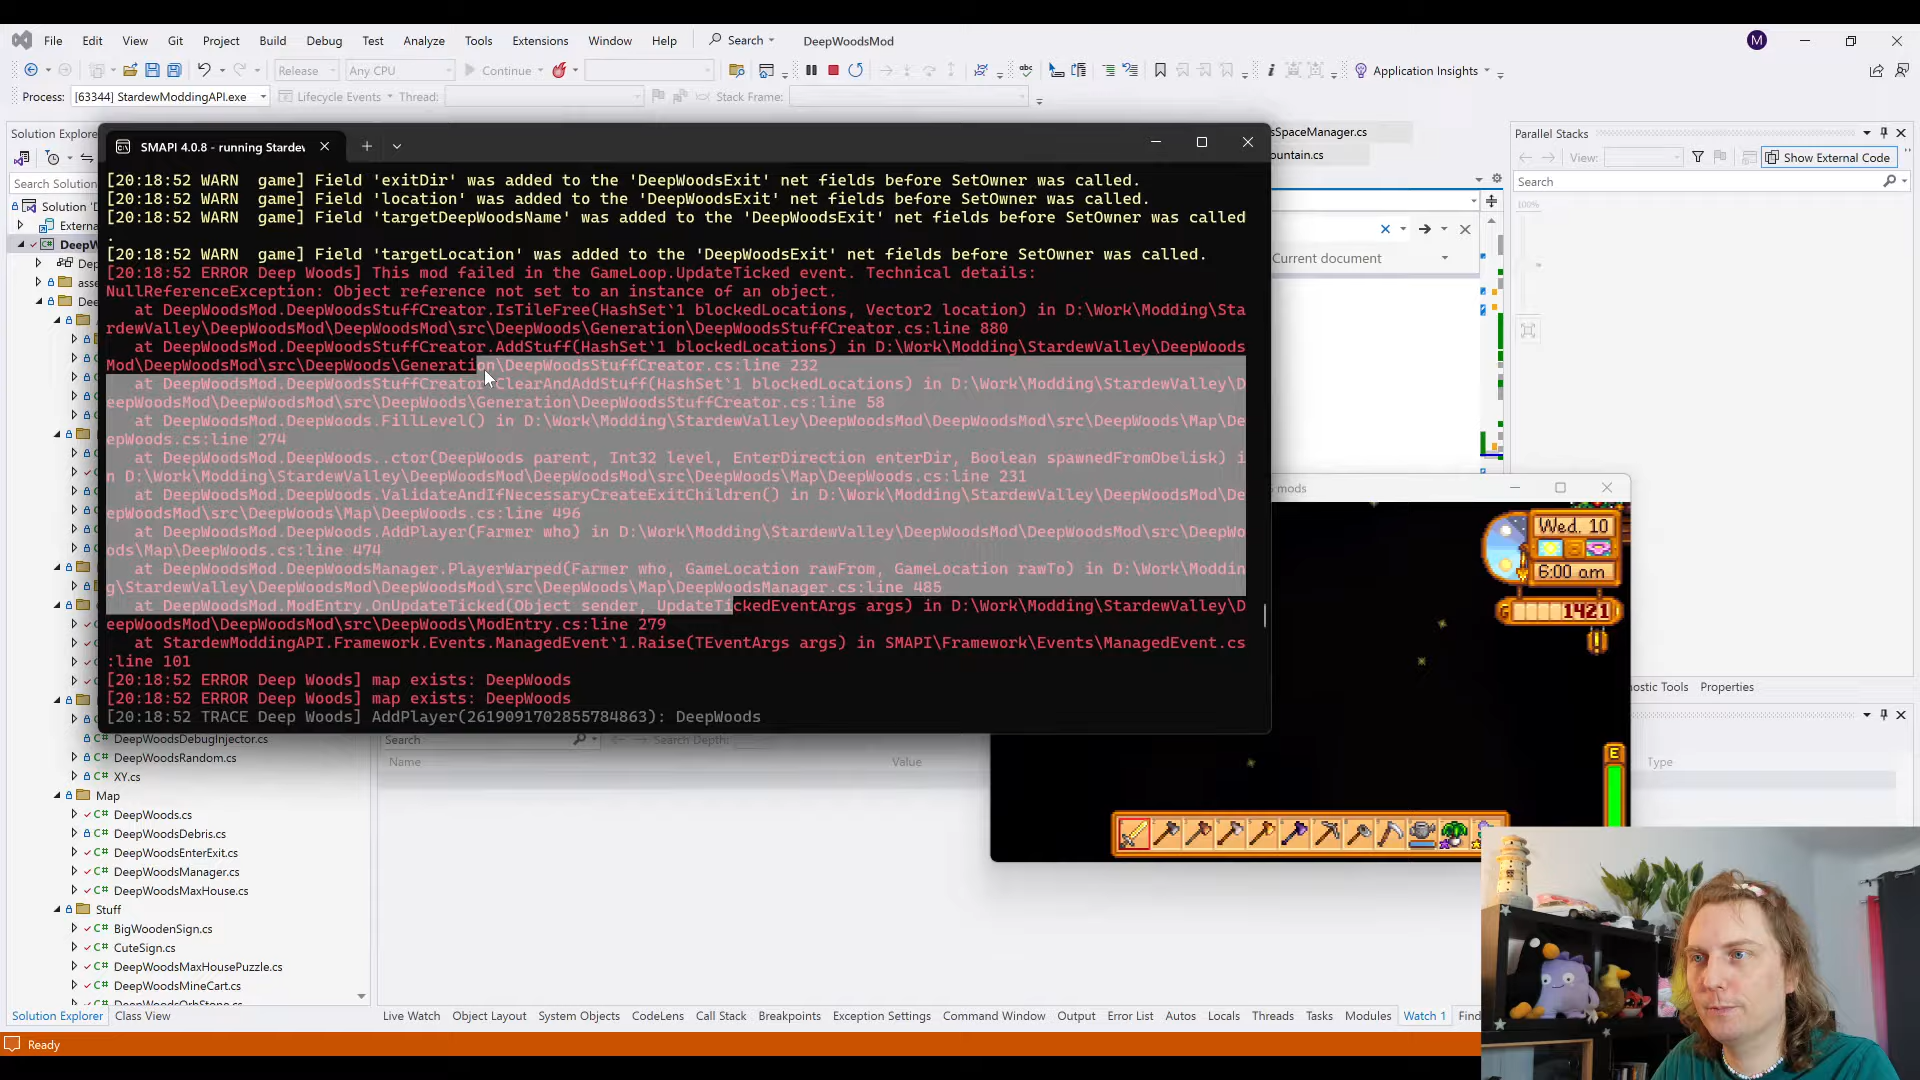 File Edit View Git Project Build Debug Test Analyze Tools Extensions Window Help Search DeepWoodsMod M
Release Any CPU Continue Application Insights
Process: [63344] StardewModdingAPI.exe Lifecycle Events Thread: Stack Frame:
Solution Explo
SMAPI 4.0.8 - running Stardew
sSpaceManager.cs
Parallel Stacks
ountain.cs
View:
Show External Code
Search Solutio
Search
Solution 'D
Externa
DeepW
Dep
asse
Dee
100%
Current document
[20:18:52 WARN  game] Field 'exitDir' was added to the 'DeepWoodsExit' net fields before SetOwner was called.
[20:18:52 WARN  game] Field 'location' was added to the 'DeepWoodsExit' net fields before SetOwner was called.
[20:18:52 WARN  game] Field 'targetDeepWoodsName' was added to the 'DeepWoodsExit' net fields before SetOwner was called
.
[20:18:52 WARN  game] Field 'targetLocation' was added to the 'DeepWoodsExit' net fields before SetOwner was called.
[20:18:52 ERROR Deep Woods] This mod failed in the GameLoop.UpdateTicked event. Technical details:
NullReferenceException: Object reference not set to an instance of an object.
at DeepWoodsMod.DeepWoodsStuffCreator.IsTileFree(HashSet`1 blockedLocations, Vector2 location) in D:\Work\Modding\Sta
rdewValley\DeepWoodsMod\DeepWoodsMod\src\DeepWoods\Generation\DeepWoodsStuffCreator.cs:line 880
at DeepWoodsMod.DeepWoodsStuffCreator.AddStuff(HashSet`1 blockedLocations) in D:\Work\Modding\StardewValley\DeepWoods
Mod\DeepWoodsMod\src\DeepWoods\Generation\DeepWoodsStuffCreator.cs:line 232
at DeepWoodsMod.DeepWoodsStuffCreator.ClearAndAddStuff(HashSet`1 blockedLocations) in D:\Work\Modding\StardewValley\D
eepWoodsMod\DeepWoodsMod\src\DeepWoods\Generation\DeepWoodsStuffCreator.cs:line 58
at DeepWoodsMod.DeepWoods.FillLevel() in D:\Work\Modding\StardewValley\DeepWoodsMod\DeepWoodsMod\src\DeepWoods\Map\De
epWoods.cs:line 274
at DeepWoodsMod.DeepWoods..ctor(DeepWoods parent, Int32 level, EnterDirection enterDir, Boolean spawnedFromObelisk) i
n D:\Work\Modding\StardewValley\DeepWoodsMod\DeepWoodsMod\src\DeepWoods\Map\DeepWoods.cs:line 231
at DeepWoodsMod.DeepWoods.ValidateAndIfNecessaryCreateExitChildren() in D:\Work\Modding\StardewValley\DeepWoodsMod\De
epWoodsMod\src\DeepWoods\Map\DeepWoods.cs:line 496
at DeepWoodsMod.DeepWoods.AddPlayer(Farmer who) in D:\Work\Modding\StardewValley\DeepWoodsMod\DeepWoodsMod\src\DeepWo
ods\Map\DeepWoods.cs:line 474
at DeepWoodsMod.DeepWoodsManager.PlayerWarped(Farmer who, GameLocation rawFrom, GameLocation rawTo) in D:\Work\Moddin
g\StardewValley\DeepWoodsMod\DeepWoodsMod\src\DeepWoods\Map\DeepWoodsManager.cs:line 485
at DeepWoodsMod.ModEntry.OnUpdateTicked(Object sender, UpdateTickedEventArgs args) in D:\Work\Modding\StardewValley\D
eepWoodsMod\DeepWoodsMod\src\DeepWoods\ModEntry.cs:line 279
at StardewModdingAPI.Framework.Events.ManagedEvent`1.Raise(TEventArgs args) in SMAPI\Framework\Events\ManagedEvent.cs
:line 101
[20:18:52 ERROR Deep Woods] map exists: DeepWoods
[20:18:52 ERROR Deep Woods] map exists: DeepWoods
[20:18:52 TRACE Deep Woods] AddPlayer(2619091702855784863): DeepWoods
mods
Wed. 10
6:00 am
1421
E
nostic Tools Properties
Search Search Depth:
Name Value Type
DeepWoodsDebugInjector.cs
DeepWoodsRandom.cs
XY.cs
Map
DeepWoods.cs
DeepWoodsDebris.cs
DeepWoodsEnterExit.cs
DeepWoodsManager.cs
DeepWoodsMaxHouse.cs
Stuff
BigWoodenSign.cs
CuteSign.cs
DeepWoodsMaxHousePuzzle.cs
DeepWoodsMineCart.cs
DeepWoodsOrbStone.cs
Solution Explorer Class View
Live Watch Object Layout System Objects CodeLens Call Stack Breakpoints Exception Settings Command Window Output Error List Autos Locals Threads Tasks Modules Watch 1 Find
Ready